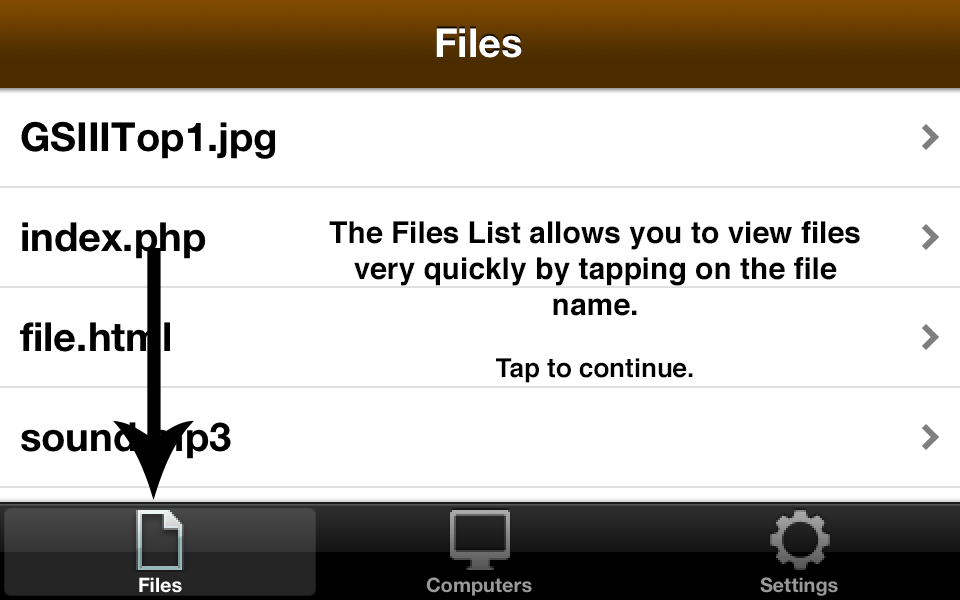 Files
GSIIITop1.jpg
index.php
The Files List allows you to view files
very quickly by tapping on the file
name.
file.html
Tap to continue.
sound.mp3
Files
Computers
Settings